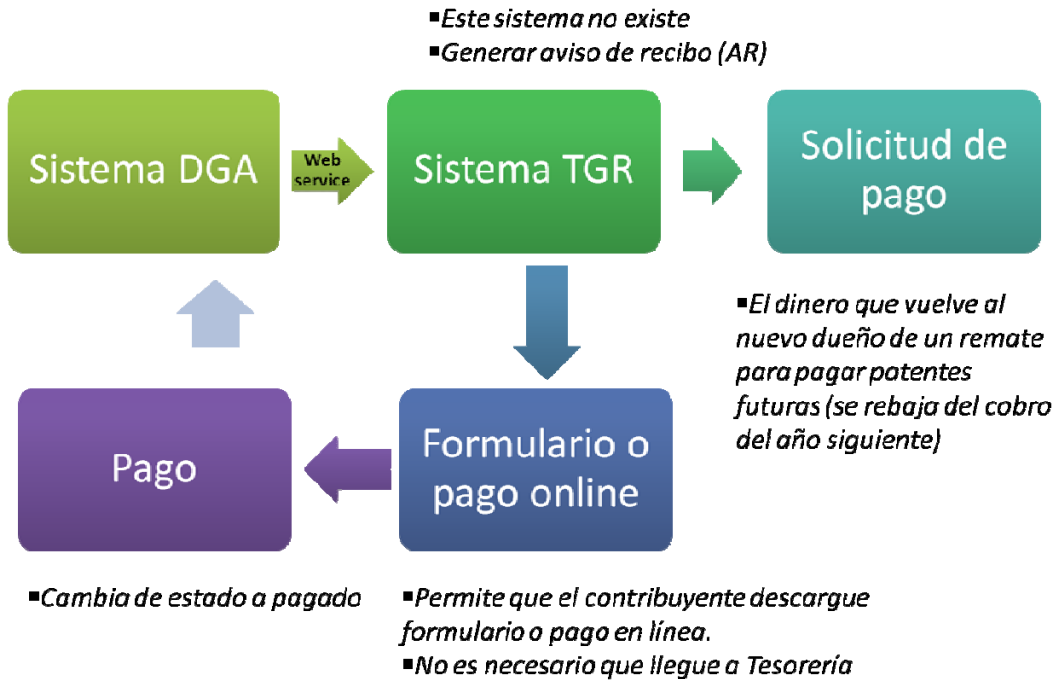 ▪Este sistema no existe
▪Generar aviso de recibo (AR)
Sistema DGA
Web
service
Sistema TGR
Solicitud de
pago
▪El dinero que vuelve al
nuevo dueño de un remate
para pagar patentes
futuras (se rebaja del cobro
del año siguiente)
Pago
Formulario o
pago online
▪Cambia de estado a pagado
▪Permite que el contribuyente descargue
formulario o pago en línea.
▪No es necesario que llegue a Tesorería